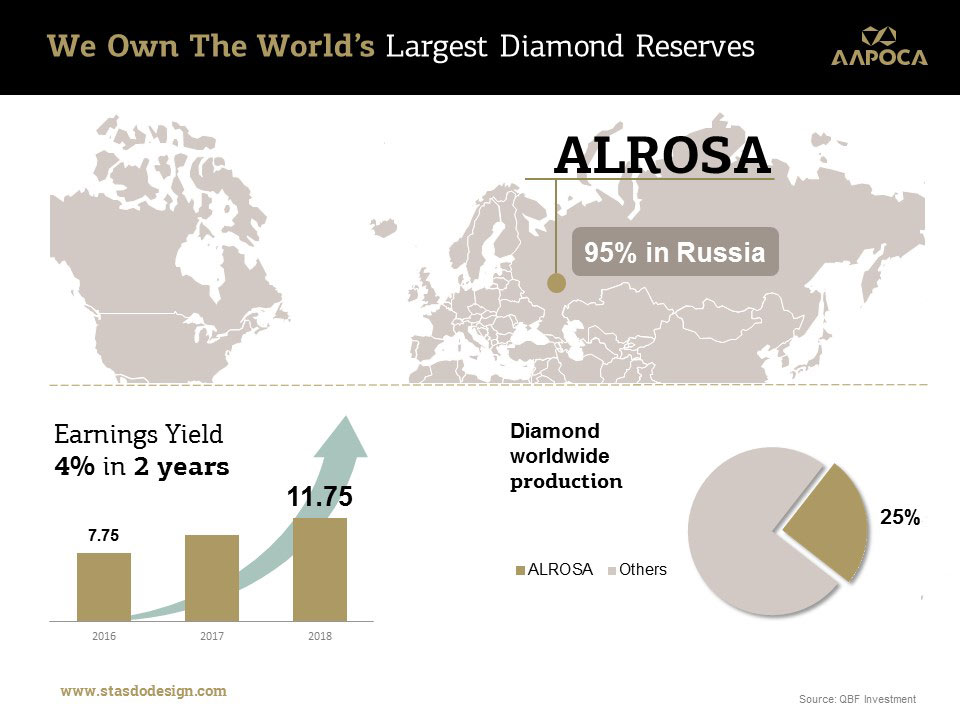 We Own The World's Largest Diamond Reserves
ΛΛPOCA
ALROSA
95% in Russia
Earnings Yield
4% in 2 years
11.75
7.75
2016 2017 2018
Diamond
worldwide
production
25%
ALROSA Others
www.stasdodesign.com
Source: QBF Investment